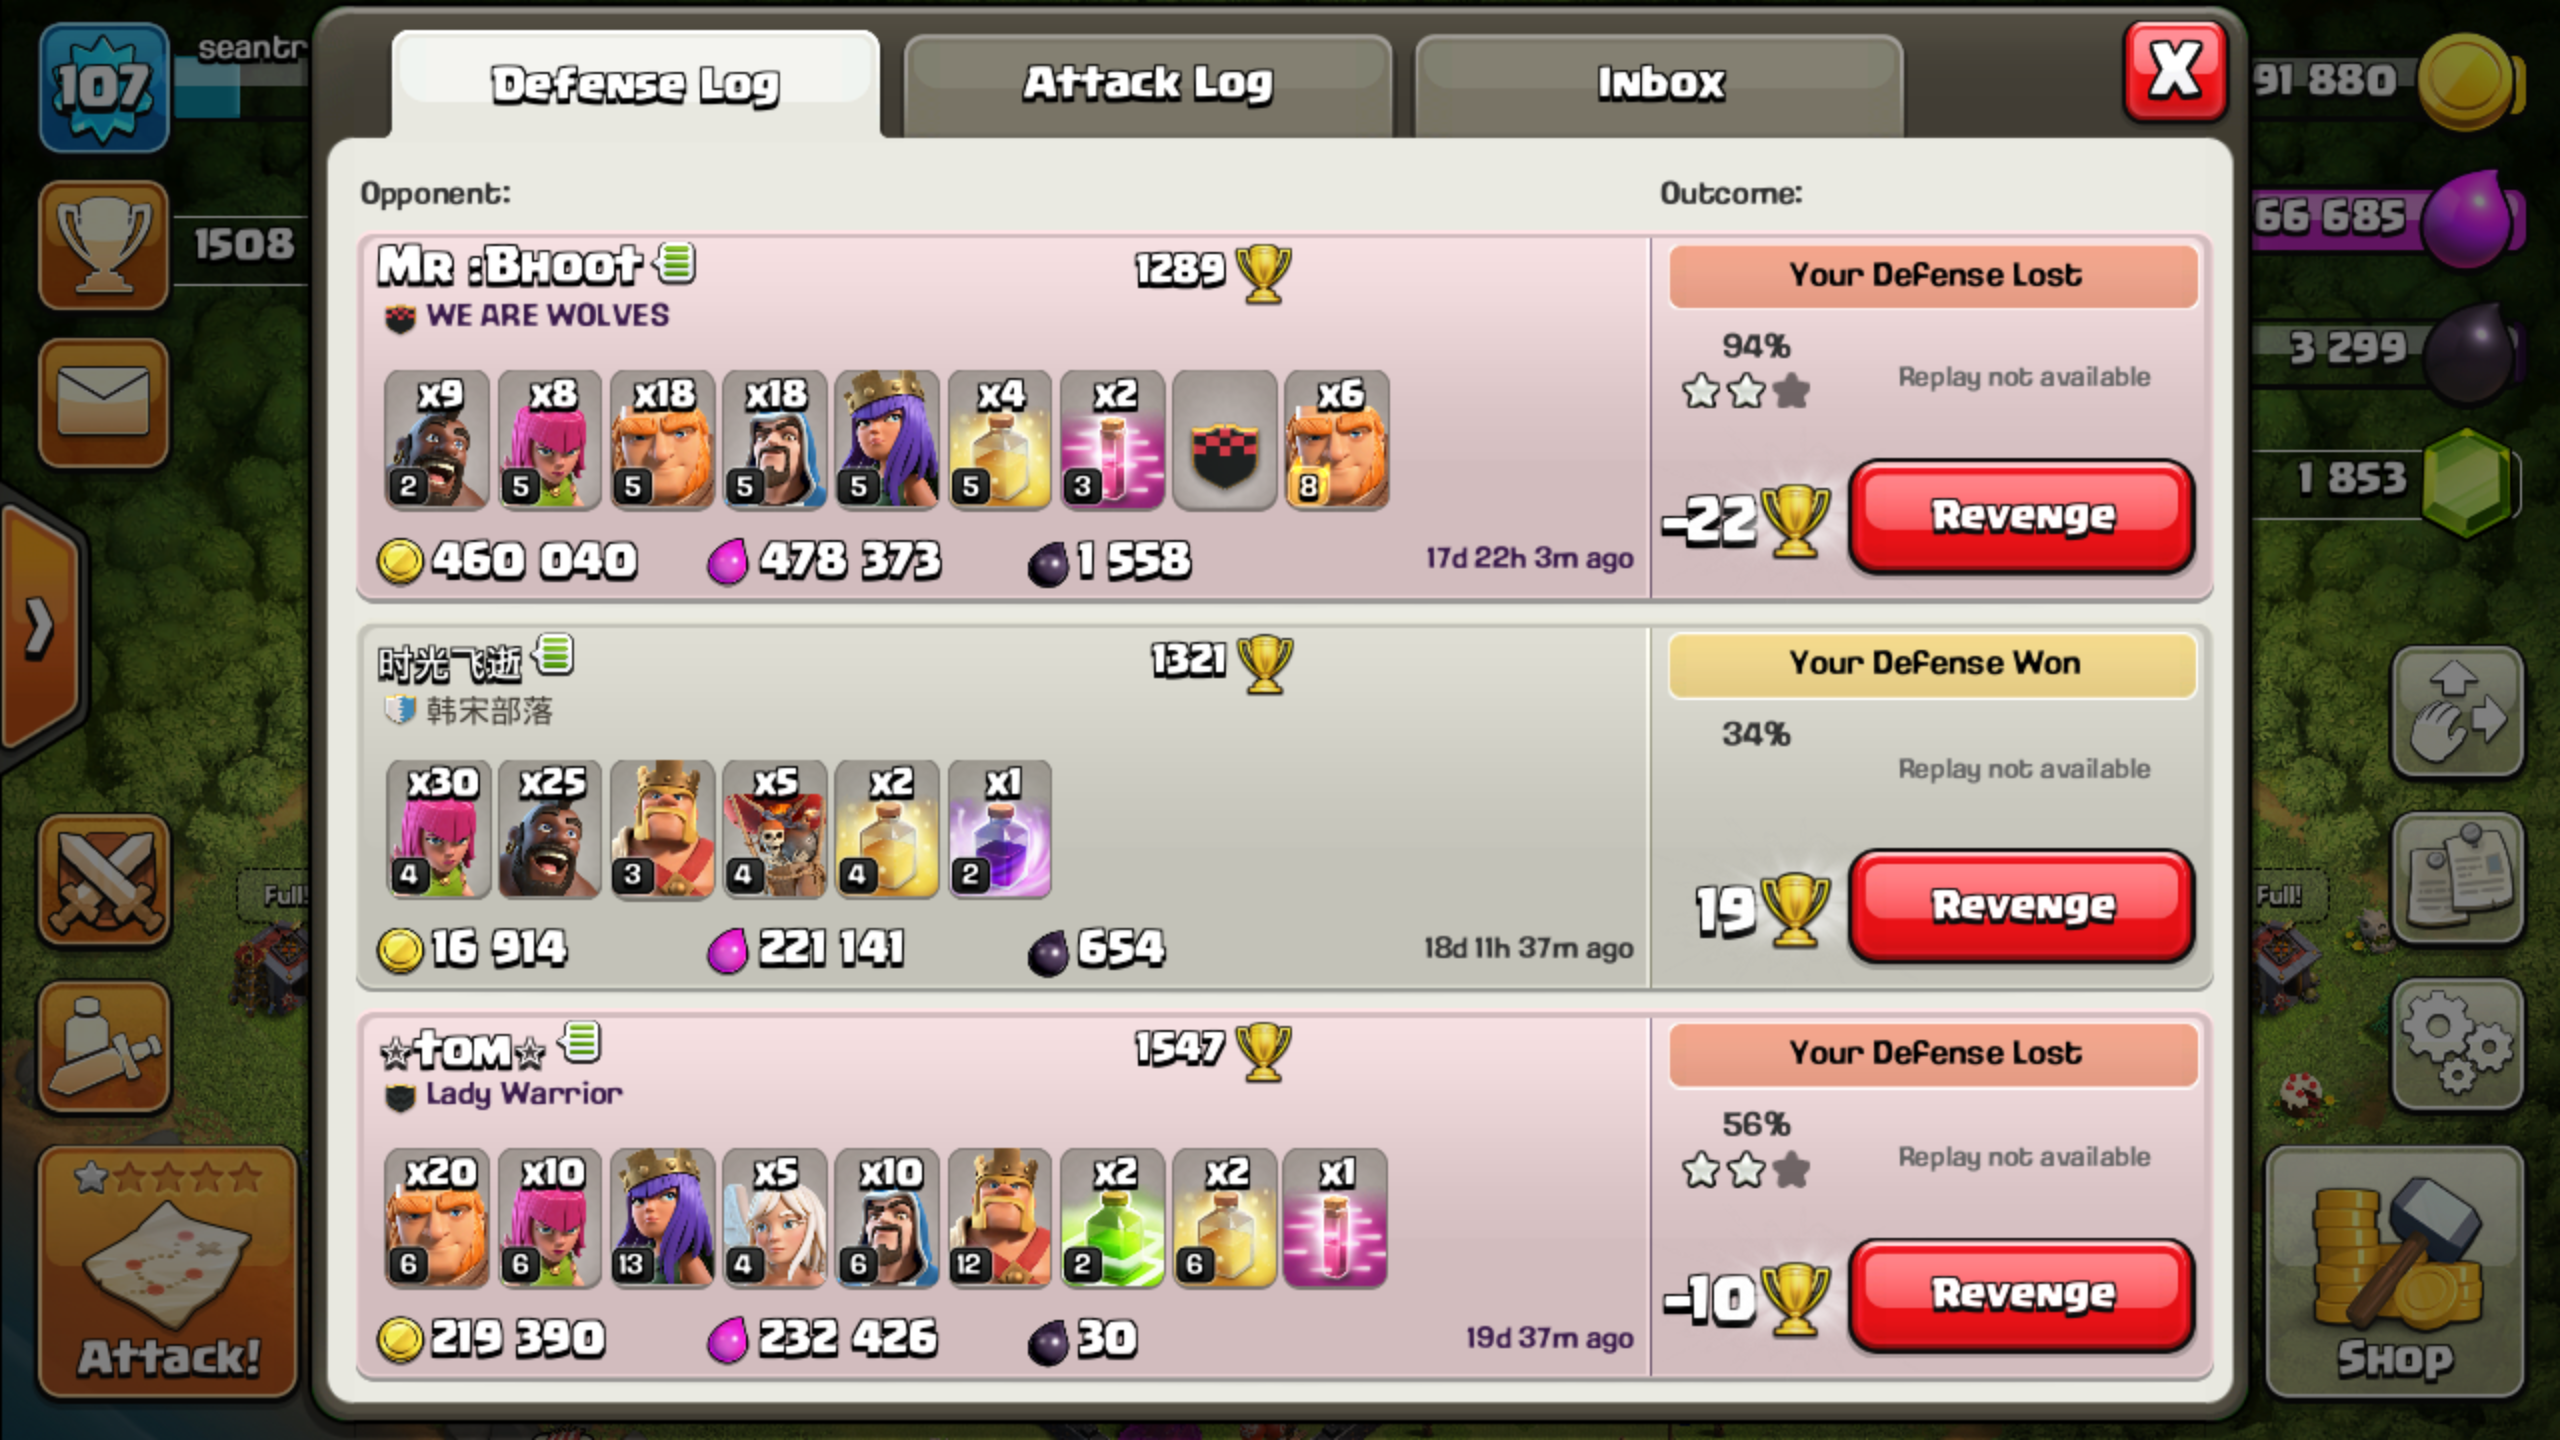 107
seantr
Defense Log
Attack Log
Inbox
X
91 880
1508
66 685
3 299
1 853
Opponent:
Outcome:
Mr :Bhoot
1289
WE ARE WOLVES
x9 x8 x18 x18 x4 x2 x6
2 5 5 5 5 5 3 8
460 040
478 373
1 558
17d 22h 3m ago
Your Defense Lost
94%
Replay not available
-22
Revenge
时光飞逝
1321
韩宋部落
x30 x25 x5 x2 x1
4 3 4 4 2
16 914
221 141
654
18d 11h 37m ago
Your Defense Won
34%
Replay not available
19
Revenge
☆tom☆
1547
Lady Warrior
x20 x10 x5 x10 x2 x2 x1
6 6 13 4 6 12 2 6
219 390
232 426
30
19d 37m ago
Your Defense Lost
56%
Replay not available
-10
Revenge
Full!
Full!
Attack!
Shop